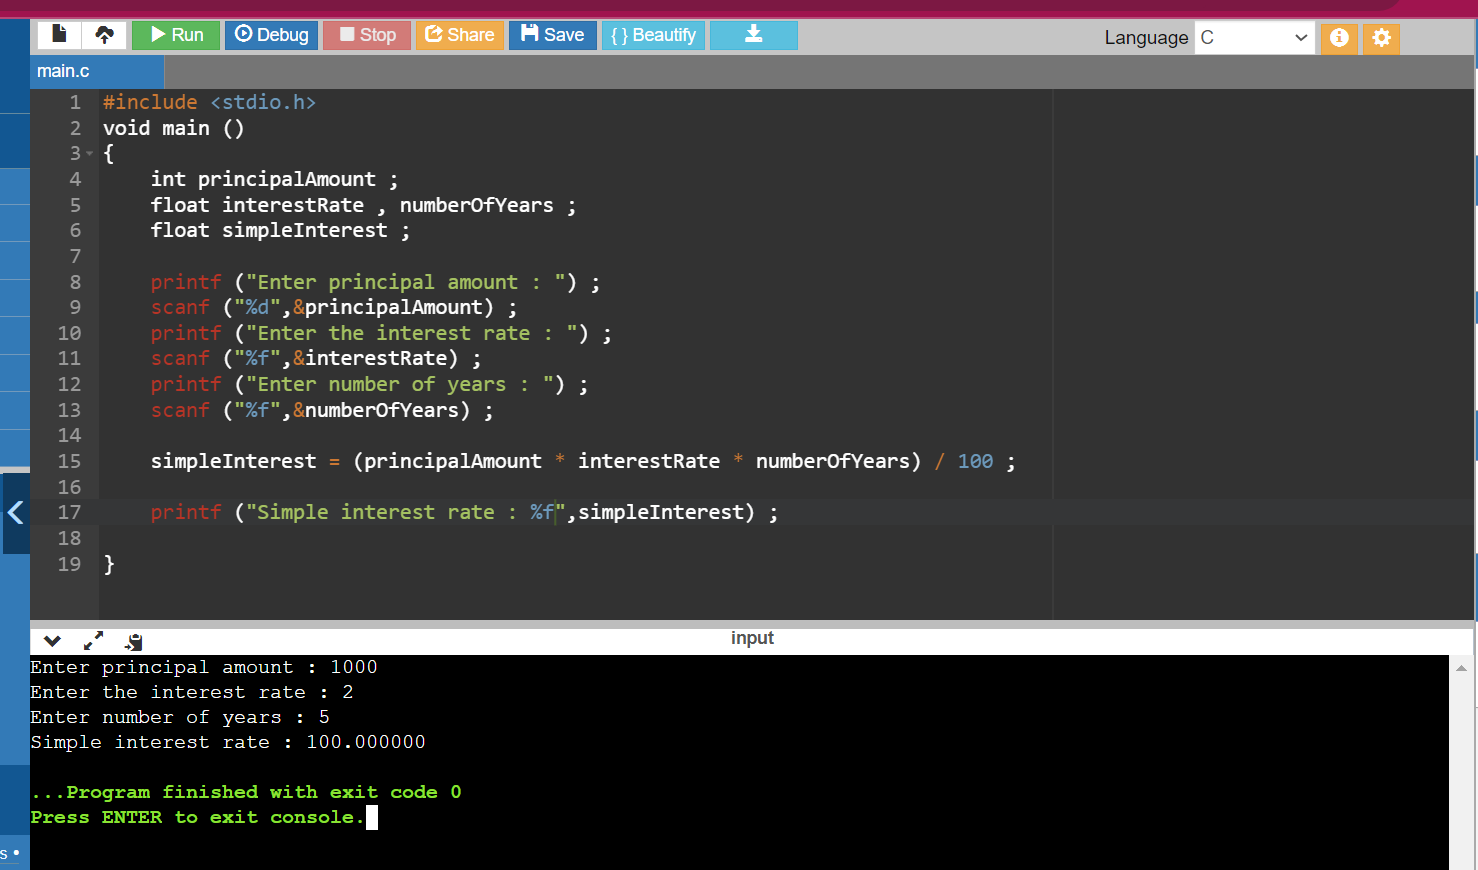 Run Debug Stop Share Save { } Beautify Language C
main.c
1 #include <stdio.h>
2 void main ()
3 {
4     int principalAmount ;
5     float interestRate , numberOfYears ;
6     float simpleInterest ;
7
8     printf ("Enter principal amount : ") ;
9     scanf ("%d",&principalAmount) ;
10     printf ("Enter the interest rate : ") ;
11     scanf ("%f",&interestRate) ;
12     printf ("Enter number of years : ") ;
13     scanf ("%f",&numberOfYears) ;
14
15     simpleInterest = (principalAmount * interestRate * numberOfYears) / 100 ;
16
17     printf ("Simple interest rate : %f",simpleInterest) ;
18
19 }
input
Enter principal amount : 1000
Enter the interest rate : 2
Enter number of years : 5
Simple interest rate : 100.000000
...Program finished with exit code 0
Press ENTER to exit console.
s •